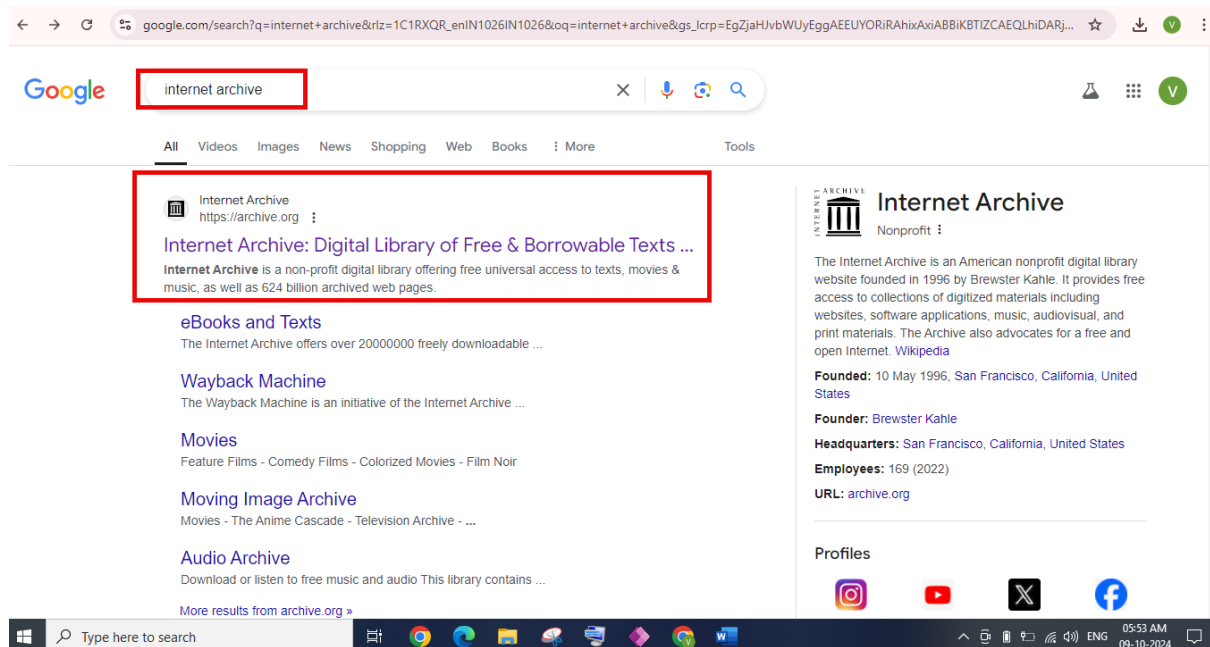 google.com/search?q=internet+archive&rlz=1C1RXQR_enIN1026IN1026&oq=internet+archive&gs_lcrp=EgZjaHJvbWUyEggAEEUYORiRAhixAxiABBiKBTIZCAEQLhiDARj...
V
Google
internet archive
V
All Videos Images News Shopping Web Books More Tools
Internet Archive
https://archive.org
Internet Archive: Digital Library of Free & Borrowable Texts ...
Internet Archive is a non-profit digital library offering free universal access to texts, movies &
music, as well as 624 billion archived web pages.
eBooks and Texts
The Internet Archive offers over 20000000 freely downloadable ...
Wayback Machine
The Wayback Machine is an initiative of the Internet Archive ...
Movies
Feature Films - Comedy Films - Colorized Movies - Film Noir
Moving Image Archive
Movies - The Anime Cascade - Television Archive - ...
Audio Archive
Download or listen to free music and audio This library contains ...
More results from archive.org »
INTERNET ARCHIVE
Internet Archive
Nonprofit
The Internet Archive is an American nonprofit digital library
website founded in 1996 by Brewster Kahle. It provides free
access to collections of digitized materials including
websites, software applications, music, audiovisual, and
print materials. The Archive also advocates for a free and
open Internet. Wikipedia
Founded: 10 May 1996, San Francisco, California, United
States
Founder: Brewster Kahle
Headquarters: San Francisco, California, United States
Employees: 169 (2022)
URL: archive.org
Profiles
Type here to search
ENG
05:53 AM
09-10-2024